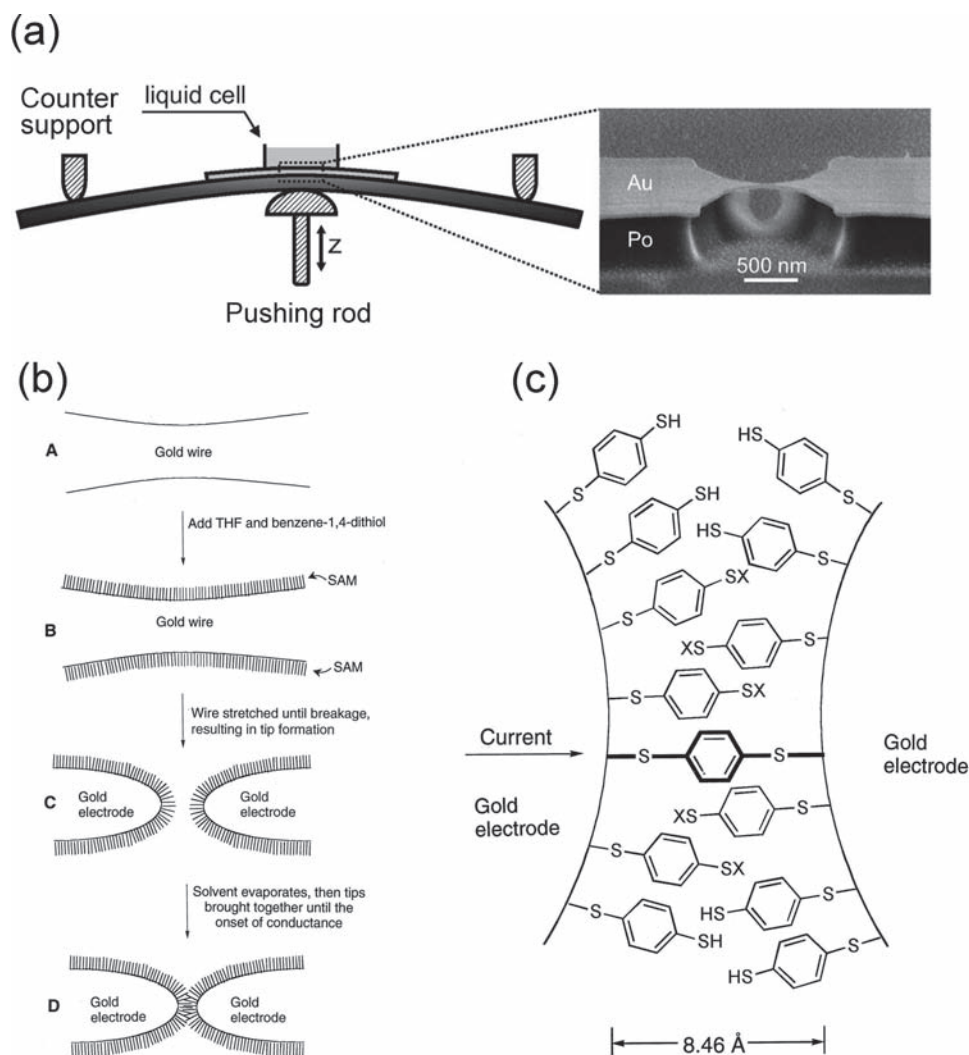 (a)
Counter
support
liquid cell
Z
Pushing rod
Au
Po
500 nm
(b)
A
Gold wire
Add THF and benzene-1,4-dithiol
SAM
B
Gold wire
SAM
Wire stretched until breakage,
resulting in tip formation
C
Gold
electrode
Gold
electrode
Solvent evaporates, then tips
brought together until the
onset of conductance
D
Gold
electrode
Gold
electrode
(c)
SH
HS
S
S
SH
HS
S
S
SX
S
XS
S
SX
S
Current
S
S
Gold
electrode
Gold
electrode
XS
S
S
SX
S
HS
S
SH
HS
S
8.46 Å